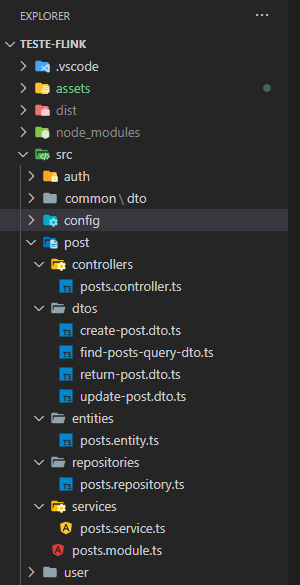 EXPLORER ...
TESTE-FLINK
.vscode
assets
dist
node_modules
src
auth
common \ dto
config
post
controllers
TS posts.controller.ts
dtos
TS create-post.dto.ts
TS find-posts-query-dto.ts
TS return-post.dto.ts
TS update-post.dto.ts
entities
TS posts.entity.ts
repositories
TS posts.repository.ts
services
posts.service.ts
posts.module.ts
user